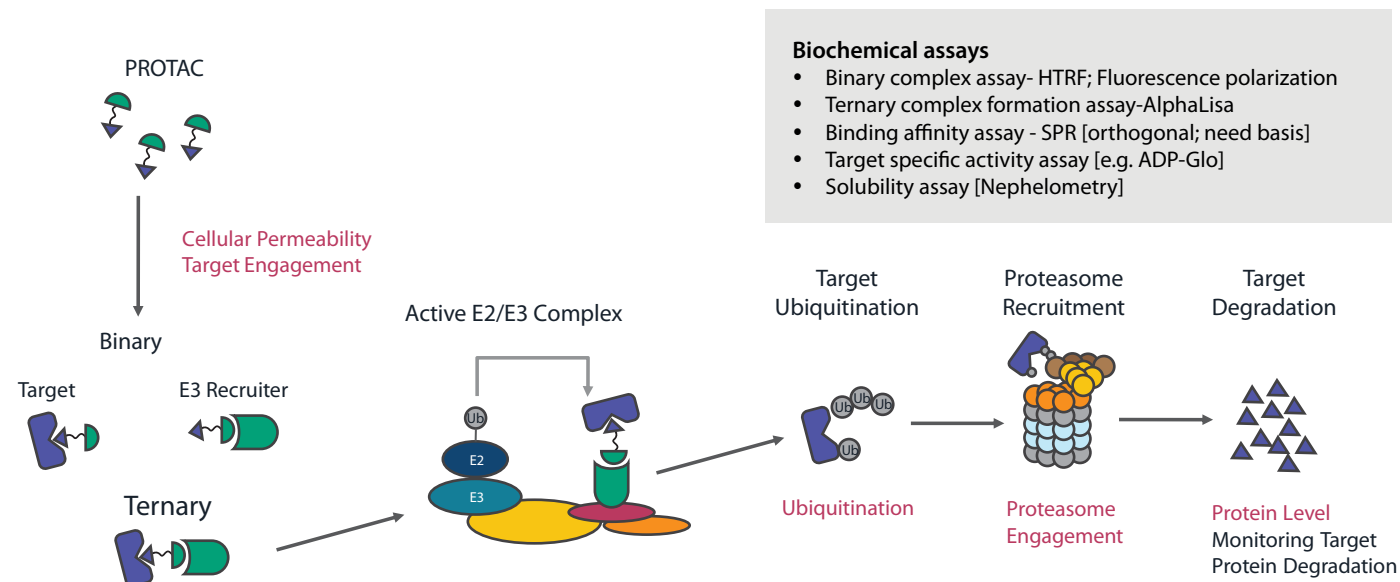 PROTAC
Biochemical assays
• Binary complex assay- HTRF; Fluorescence polarization
• Ternary complex formation assay-AlphaLisa
• Binding affinity assay - SPR [orthogonal; need basis]
• Target specific activity assay [e.g. ADP-Glo]
• Solubility assay [Nephelometry]
Cellular Permeability
Target Engagement
Binary
Target
E3 Recruiter
Ternary
Active E2/E3 Complex
Ub
E2
E3
Target
Ubiquitination
Ub
Ub
Ub
Ub
Ubiquitination
Proteasome
Recruitment
Proteasome
Engagement
Target
Degradation
Protein Level
Monitoring Target
Protein Degradation